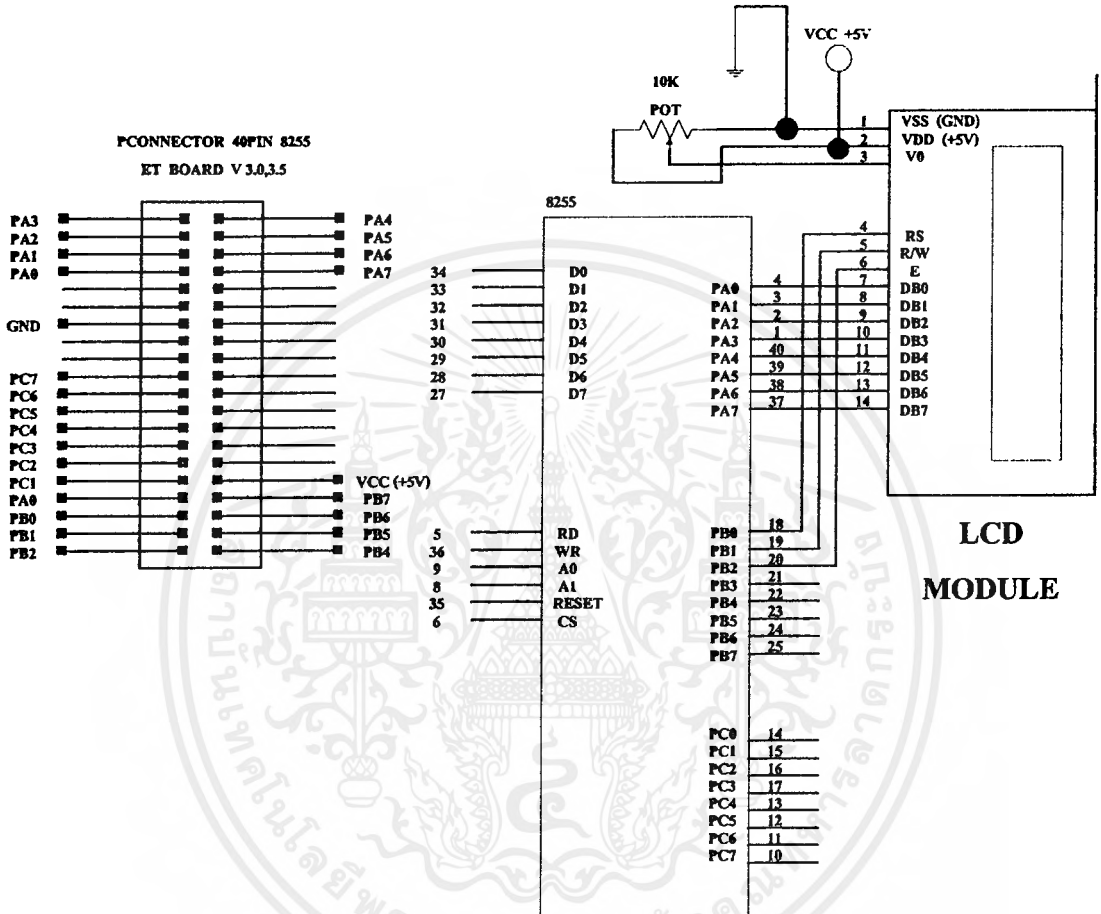 VCC +5V
10K
POT
PCONNECTOR 40PIN 8255
ET BOARD V 3.0,3.5
PA3
PA2
PA1
PA0
GND
PC7
PC6
PC5
PC4
PC3
PC2
PC1
PA0
PB0
PB1
PB2
PA4
PA5
PA6
PA7
VCC (+5V)
PB7
PB6
PB5
PB4
8255
34 D0
33 D1
32 D2
31 D3
30 D4
29 D5
28 D6
27 D7
5 RD
36 WR
9 A0
8 A1
35 RESET
6 CS
PA0 4
PA1 3
PA2 2
PA3 1
PA4 40
PA5 39
PA6 38
PA7 37
PB0 18
PB1 19
PB2 20
PB3 21
PB4 22
PB5 23
PB6 24
PB7 25
PC0 14
PC1 15
PC2 16
PC3 17
PC4 13
PC5 12
PC6 11
PC7 10
1 VSS (GND)
2 VDD (+5V)
3 V0
4 RS
5 R/W
6 E
7 DB0
8 DB1
9 DB2
10 DB3
11 DB4
12 DB5
13 DB6
14 DB7
LCD
MODULE